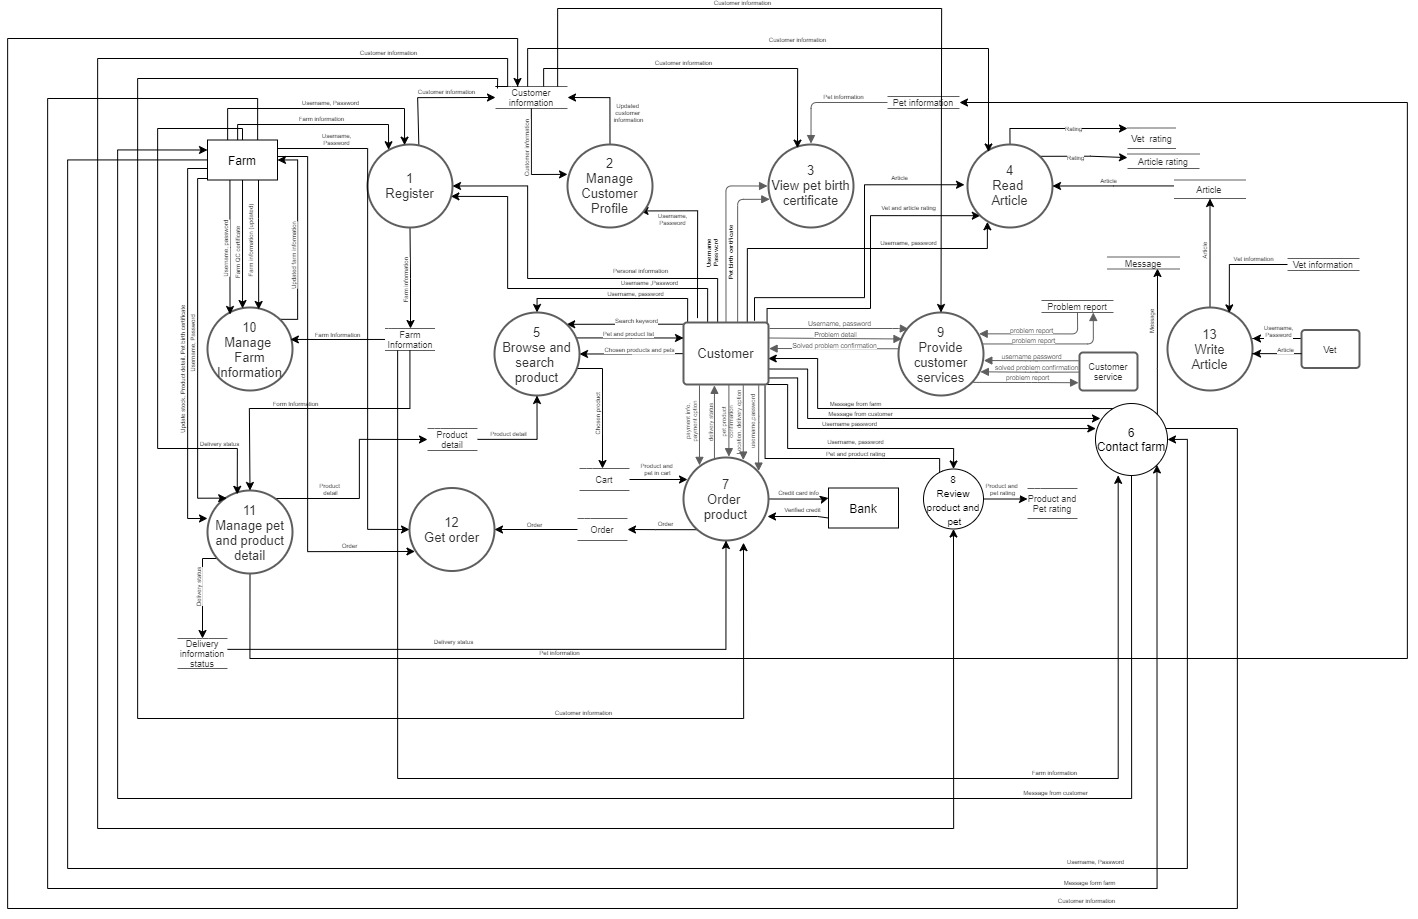 Customer information
Customer information
Customer information
Customer information
Customer information
Customer
information
Updated
customer
information
Customer information
Pet information
Pet information
Username, Password
Farm information
Username,
Password
Farm
1
Register
2
Manage
Customer
Profile
3
View pet birth
certificate
4
Read
Article
Rating
Vet rating
Rating
Article rating
Article
Article
Article
Vet and article rating
Username, password
Username,
Password
Username
Password
Pet birth certificate
Username, password
Farm QC certificate
Farm information (updated)
Updated farm information
Farm information
Personal information
Username ,Password
Username, password
Message
Message
Article
Vet information
Vet information
Problem report
10
Manage
Farm
Information
Farm Information
Farm
Information
5
Browse and
search
product
Search keyword
Pet and product list
Chosen products and pets
Customer
Username, password
Problem detail
Solved problem confirmation
9
Provide
customer
services
problem report
problem report
username password
solved problem confirmation
problem report
Customer
service
13
Write
Article
Username,
Password
Article
Vet
Update stock, Product detail, Pet birth certificate
Username, Password
Farm Information
Delivery status
Product
detail
Product detail
Chosen product
payment info,
payment option
delivery status
pet product
confirmation
Location, delivery option
username,password
Message from farm
Message from customer
Username password
6
Contact farm
Username, password
Pet and product rating
Product
detail
Cart
Product and
pet in cart
7
Order
product
Credit card info
Verified credit
Bank
8
Review
product and
pet
Product and
pet rating
Product and
Pet rating
11
Manage pet
and product
detail
12
Get order
Order
Order
Order
Order
Delivery status
Delivery
information
status
Delivery status
Pet information
Customer information
Farm information
Message from customer
Username, Password
Message form farm
Customer information